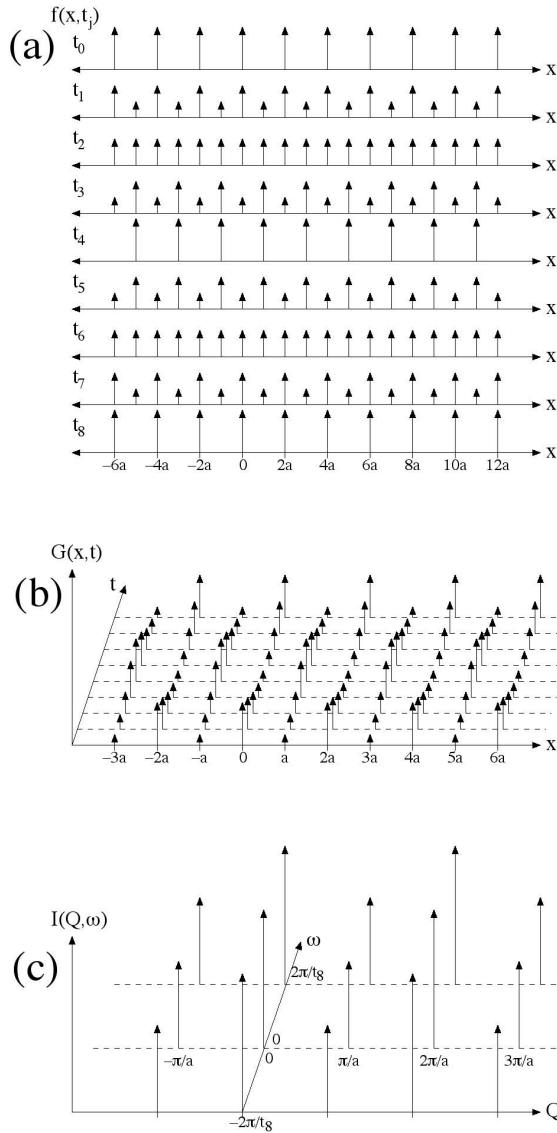 f(x,t_j)
(a)
t_0
x
t_1
x
t_2
x
t_3
x
t_4
x
t_5
x
t_6
x
t_7
x
t_8
x
−6a −4a −2a 0 2a 4a 6a 8a 10a 12a
G(x,t)
t
(b)
x
−3a −2a −a 0 a 2a 3a 4a 5a 6a
I(Q,ω)
ω
(c)
2π/t_8
0
−π/a 0 π/a 2π/a 3π/a
Q
−2π/t_8